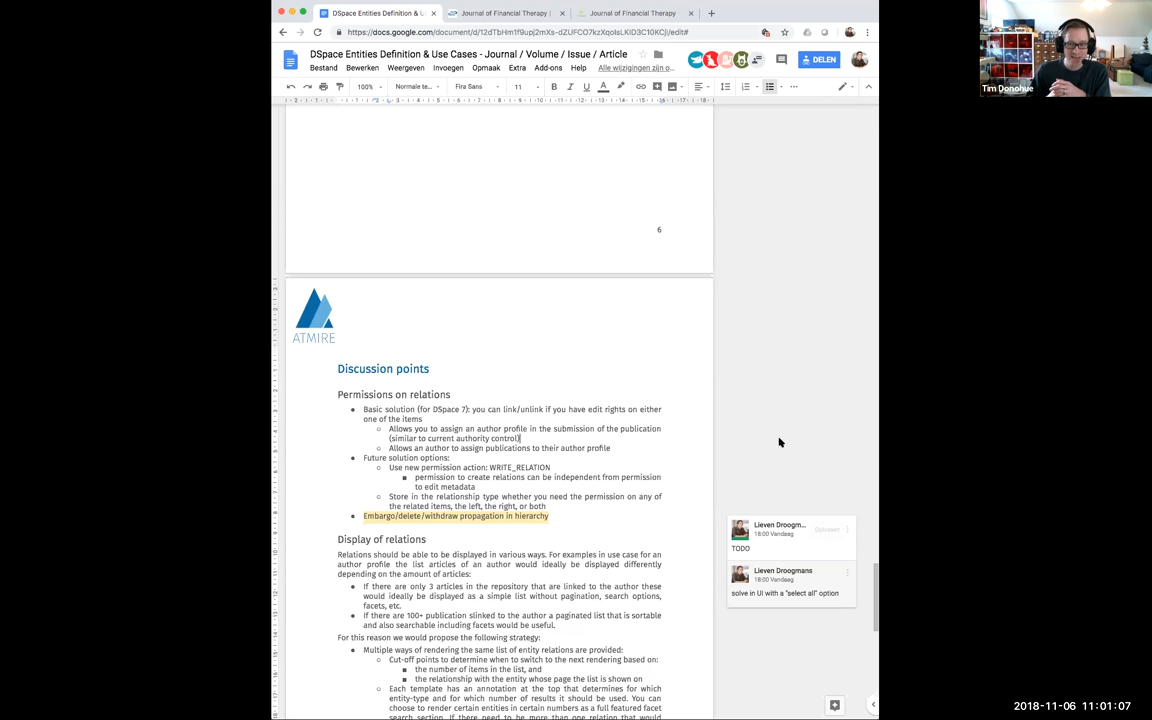 DSpace Entities Definition & U
Journal of Financial Therapy |
Journal of Financial Therapy
DSpace Entities Definition & Use Cases - Journal / Volume / Issue / Article
Bestand Bewerken Weergeven Invoegen Opmaak Extra Add-ons Help Alle wijzigingen zijn o...
DELEN
100% Normale te... Fira Sans 11
6
ATMIRE
Discussion points
Permissions on relations
Basic solution (for DSpace 7): you can link/unlink if you have edit rights on either
one of the items
Allows you to assign an author profile in the submission of the publication
(similar to current authority control)
Allows an author to assign publications to their author profile
Future solution options:
Use new permission action: WRITE_RELATION
permission to create relations can be independent from permission
to edit metadata
Store in the relationship type whether you need the permission on any of
the related items, the left, the right, or both
Embargo/delete/withdraw propagation in hierarchy
Display of relations
Relations should be able to be displayed in various ways. For examples in use case for an
author profile the list articles of an author would ideally be displayed differently
depending on the amount of articles:
If there are only 3 articles in the repository that are linked to the author these
would ideally be displayed as a simple list without pagination, search options,
facets, etc.
If there are 100+ publication slinked to the author a paginated list that is sortable
and also searchable including facets would be useful.
For this reason we would propose the following strategy:
Multiple ways of rendering the same list of entity relations are provided:
Cut-off points to determine when to switch to the next rendering based on:
the number of items in the list, and
the relationship with the entity whose page the list is shown on
Each template has an annotation at the top that determines for which
entity-type and for which number of results it should be used. You can
choose to render certain entities in certain numbers as a full featured facet
search section. If there need to be more than one relation that would
Lieven Droogm...
18:00 Vandaag
TODO
Lieven Droogmans
18:00 Vandaag
solve in UI with a "select all" option
Tim Donohue
2018-11-06 11:01:07